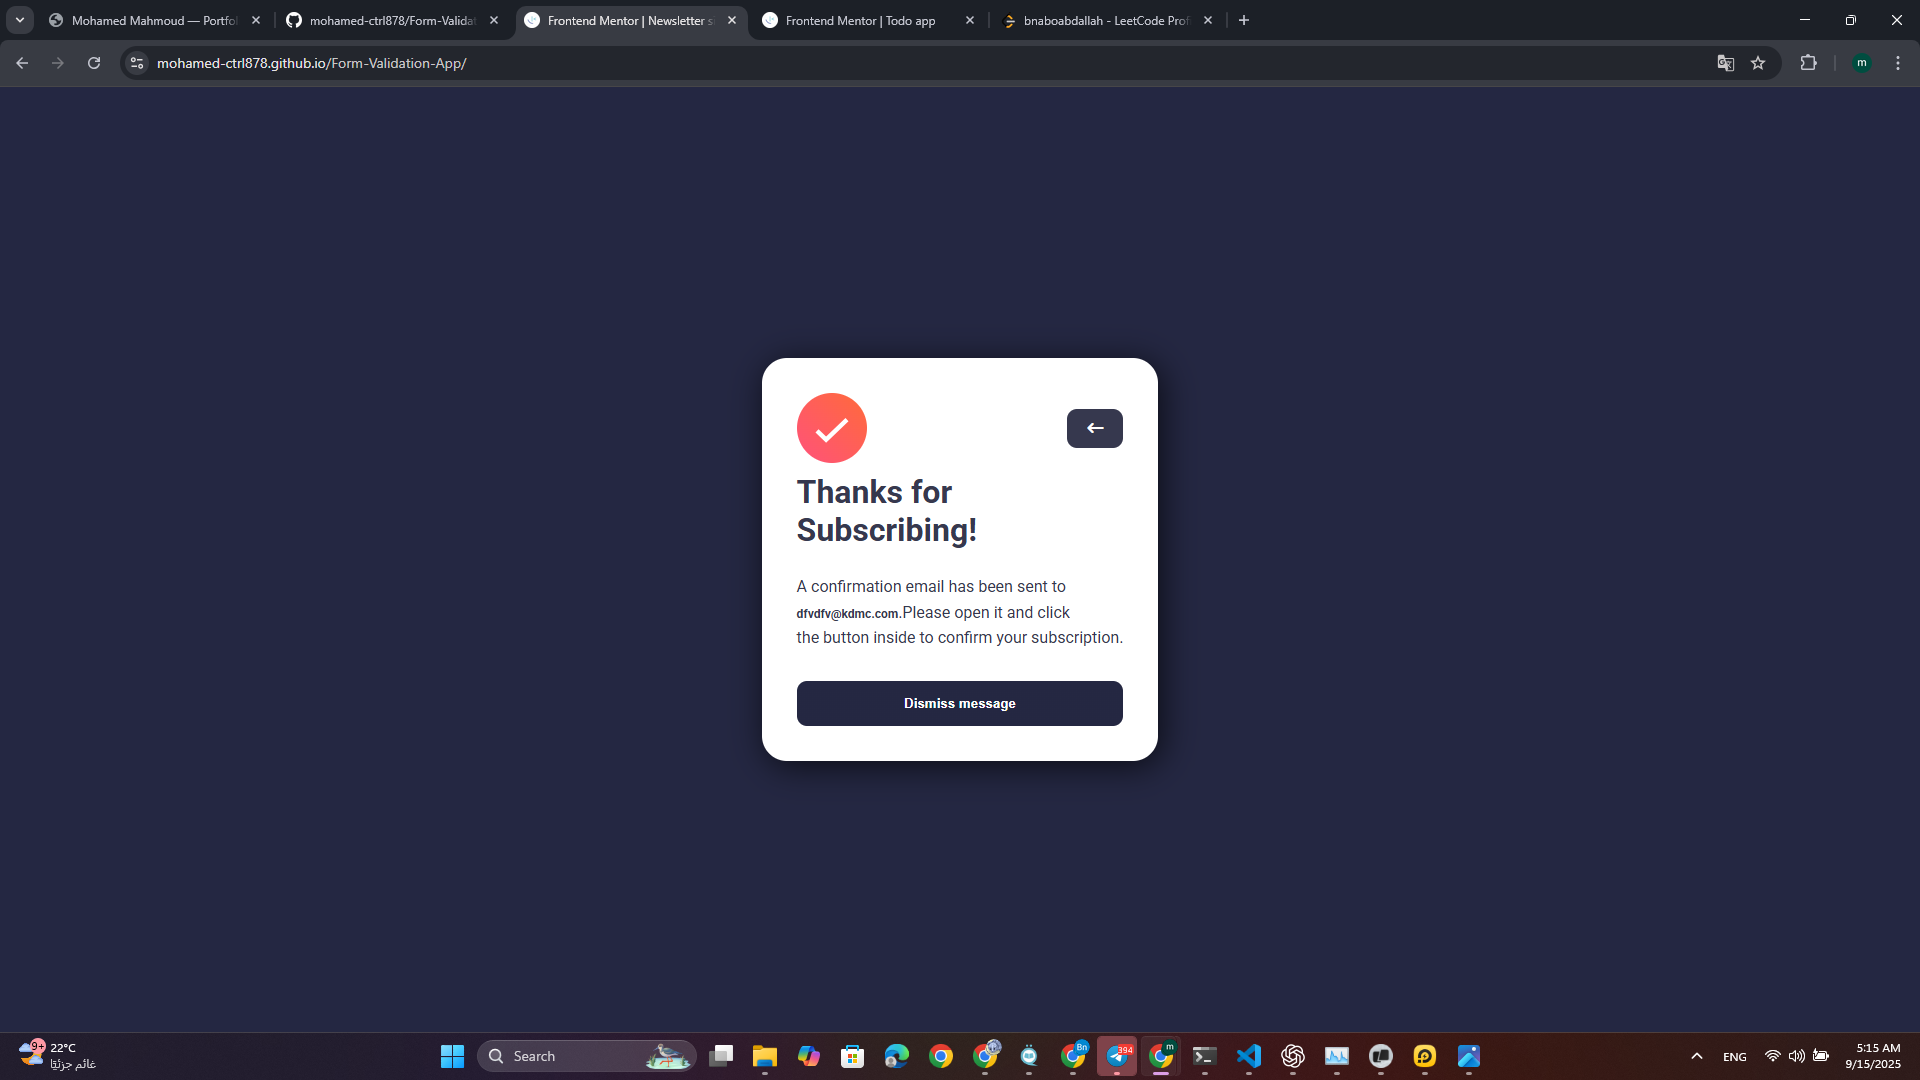 Mohamed Mahmoud — Portfo
mohamed-ctrl878/Form-Validat
Frontend Mentor | Newsletter s
Frontend Mentor | Todo app
bnaboabdallah - LeetCode Prof
mohamed-ctrl878.github.io/Form-Validation-App/
m
Thanks for
Subscribing!
A confirmation email has been sent to
dfvdfv@kdmc.com.Please open it and click
the button inside to confirm your subscription.
Dismiss message
9+
22°C
غائم جزئيًا
Search
Bn
394
m
ENG
5:15 AM
9/15/2025